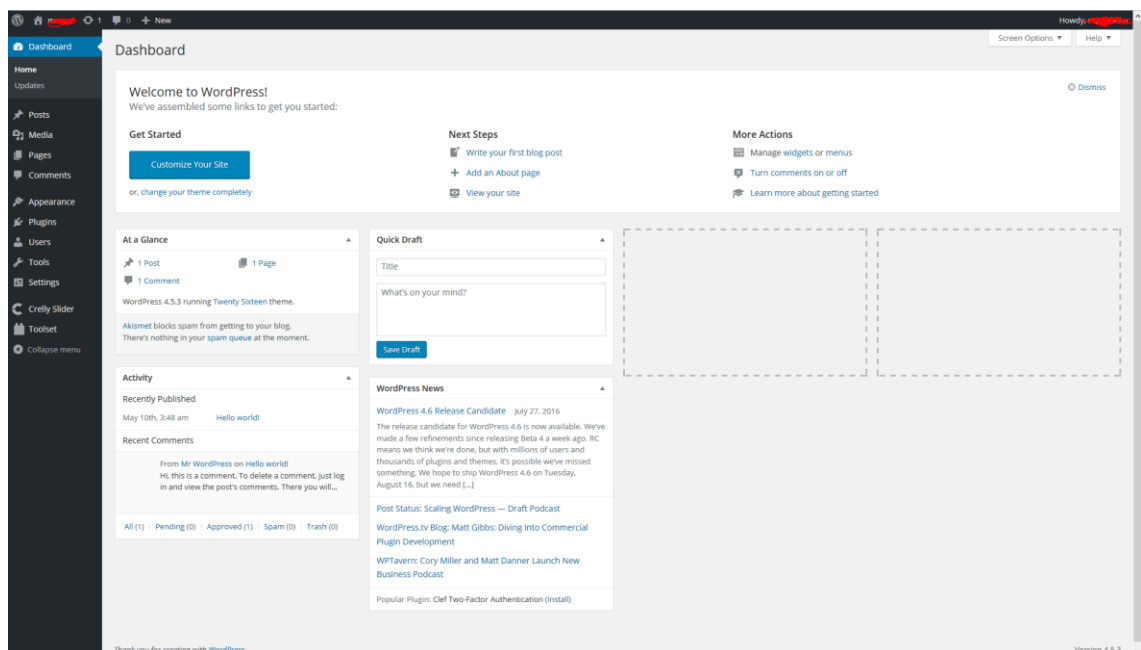 1 0 + New
Howdy,
Dashboard
Home
Updates
Posts
Media
Pages
Comments
Appearance
Plugins
Users
Tools
Settings
Crelly Slider
Toolset
Collapse menu
Screen Options ▼ Help ▼
Dashboard
Welcome to WordPress!
Dismiss
We've assembled some links to get you started:
Get Started
Customize Your Site
or, change your theme completely
Next Steps
Write your first blog post
Add an About page
View your site
More Actions
Manage widgets or menus
Turn comments on or off
Learn more about getting started
At a Glance
1 Post 1 Page
1 Comment
WordPress 4.5.3 running Twenty Sixteen theme.
Akismet blocks spam from getting to your blog.
There's nothing in your spam queue at the moment.
Activity
Recently Published
May 10th, 3:48 am Hello world!
Recent Comments
From Mr WordPress on Hello world!
Hi, this is a comment. To delete a comment, just log
in and view the post's comments. There you will...
All (1) | Pending (0) | Approved (1) | Spam (0) | Trash (0)
Quick Draft
Title
What's on your mind?
Save Draft
WordPress News
WordPress 4.6 Release Candidate July 27, 2016
The release candidate for WordPress 4.6 is now available. We've
made a few refinements since releasing Beta 4 a week ago. RC
means we think we're done, but with millions of users and
thousands of plugins and themes, it's possible we've missed
something. We hope to ship WordPress 4.6 on Tuesday,
August 16, but we need [...]
Post Status: Scaling WordPress — Draft Podcast
WordPress.tv Blog: Matt Gibbs: Diving Into Commercial
Plugin Development
WPTavern: Cory Miller and Matt Danner Launch New
Business Podcast
Popular Plugin: Clef Two-Factor Authentication (Install)
Thank you for creating with WordPress.
Version 4.5.3